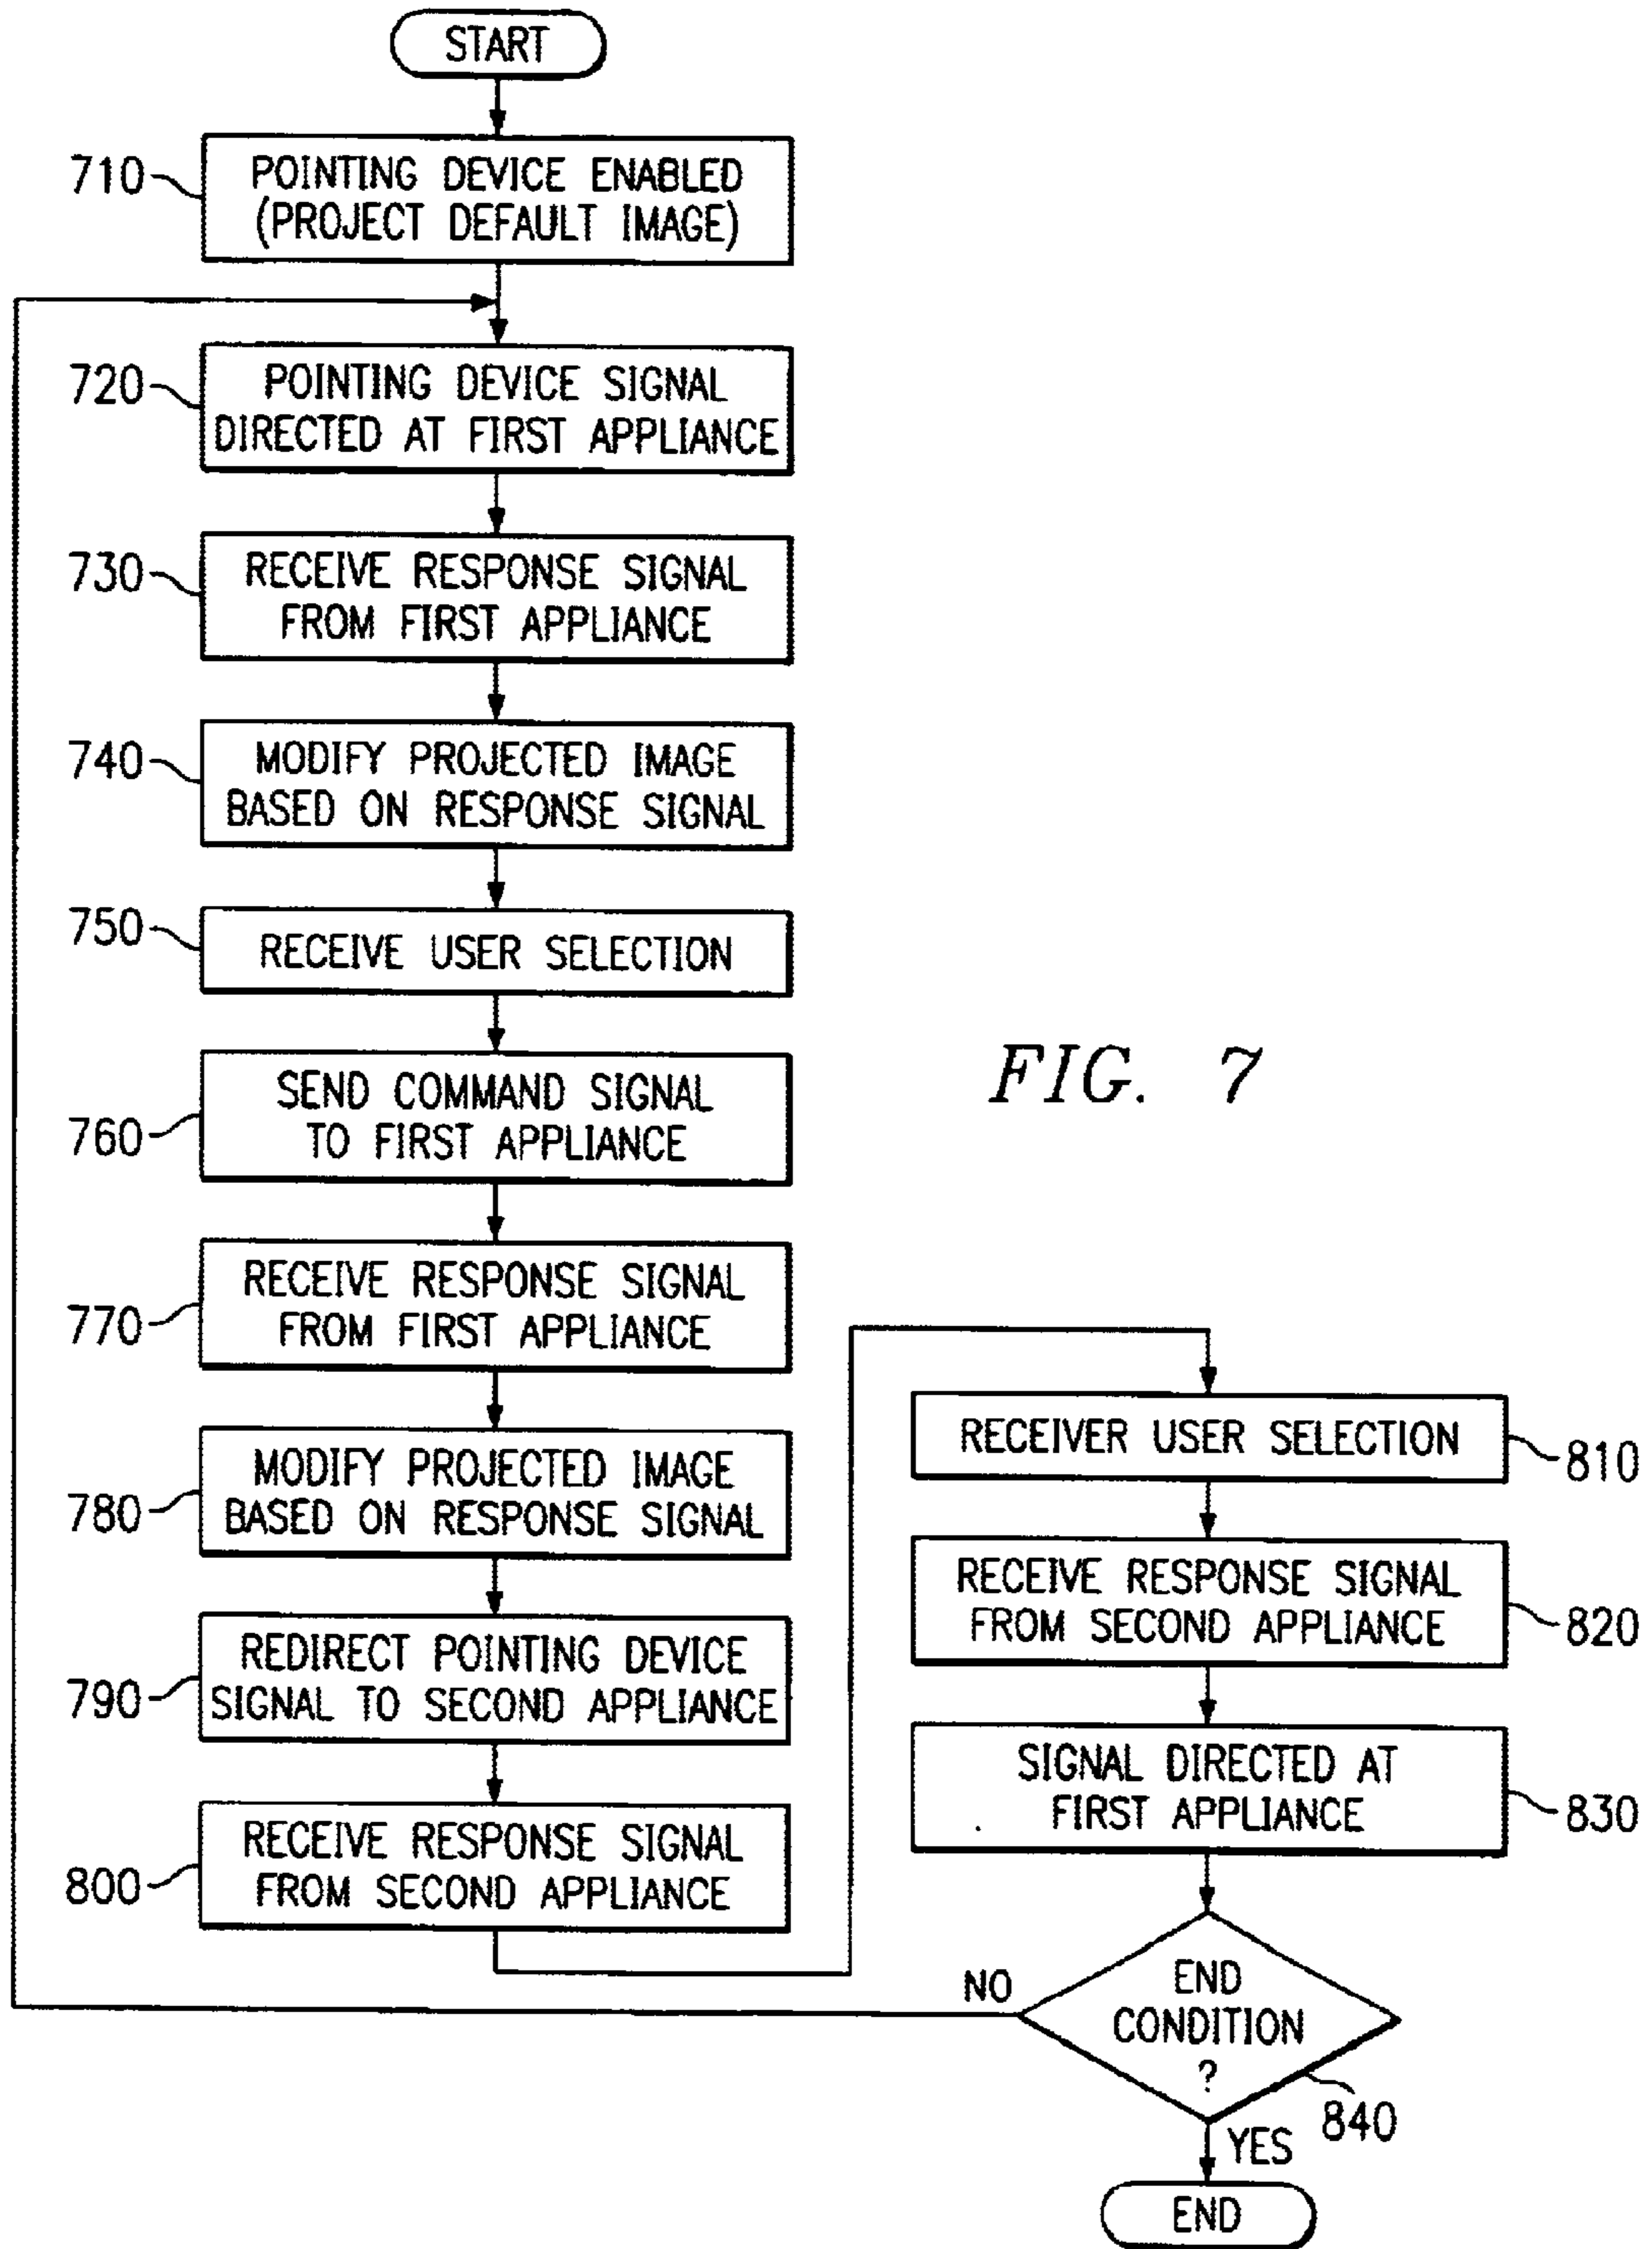 START
710
POINTING DEVICE ENABLED
(PROJECT DEFAULT IMAGE)
720
POINTING DEVICE SIGNAL
DIRECTED AT FIRST APPLIANCE
730
RECEIVE RESPONSE SIGNAL
FROM FIRST APPLIANCE
740
MODIFY PROJECTED IMAGE
BASED ON RESPONSE SIGNAL
750
RECEIVE USER SELECTION
760
SEND COMMAND SIGNAL
TO FIRST APPLIANCE
770
RECEIVE RESPONSE SIGNAL
FROM FIRST APPLIANCE
780
MODIFY PROJECTED IMAGE
BASED ON RESPONSE SIGNAL
790
REDIRECT POINTING DEVICE
SIGNAL TO SECOND APPLIANCE
800
RECEIVE RESPONSE SIGNAL
FROM SECOND APPLIANCE
FIG. 7
RECEIVER USER SELECTION
810
RECEIVE RESPONSE SIGNAL
FROM SECOND APPLIANCE
820
SIGNAL DIRECTED AT
FIRST APPLIANCE
830
NO
END
CONDITION
?
840
YES
END